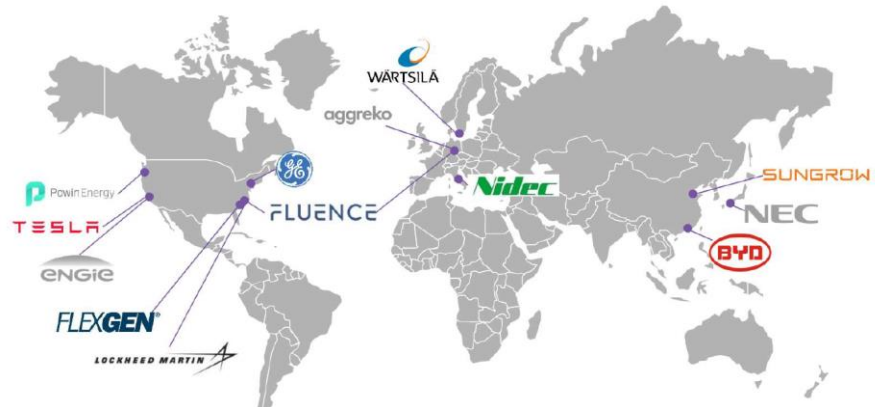 WÄRTSILÄ
aggreko
GE
PowinEnergy
TESLA
ENGIE
FLUENCE
Nidec
SUNGROW
NEC
BYD
FLEXGEN®
LOCKHEED MARTIN